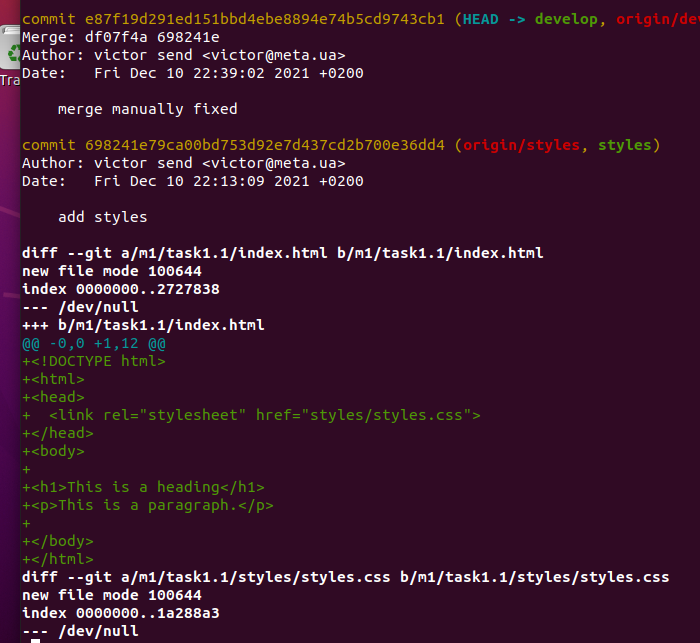 commit e87f19d291ed151bbd4ebe8894e74b5cd9743cb1 (HEAD -> develop, origin/dev
Merge: df07f4a 698241e
Author: victor send <victor@meta.ua>
Date:   Fri Dec 10 22:39:02 2021 +0200
    merge manually fixed
commit 698241e79ca00bd753d92e7d437cd2b700e36dd4 (origin/styles, styles)
Author: victor send <victor@meta.ua>
Date:   Fri Dec 10 22:13:09 2021 +0200
    add styles
diff --git a/m1/task1.1/index.html b/m1/task1.1/index.html
new file mode 100644
index 0000000..2727838
--- /dev/null
+++ b/m1/task1.1/index.html
@@ -0,0 +1,12 @@
+<!DOCTYPE html>
+<html>
+<head>
+  <link rel="stylesheet" href="styles/styles.css">
+</head>
+<body>
+
+<h1>This is a heading</h1>
+<p>This is a paragraph.</p>
+
+</body>
+</html>
diff --git a/m1/task1.1/styles/styles.css b/m1/task1.1/styles/styles.css
new file mode 100644
index 0000000..1a288a3
--- /dev/null
Tra